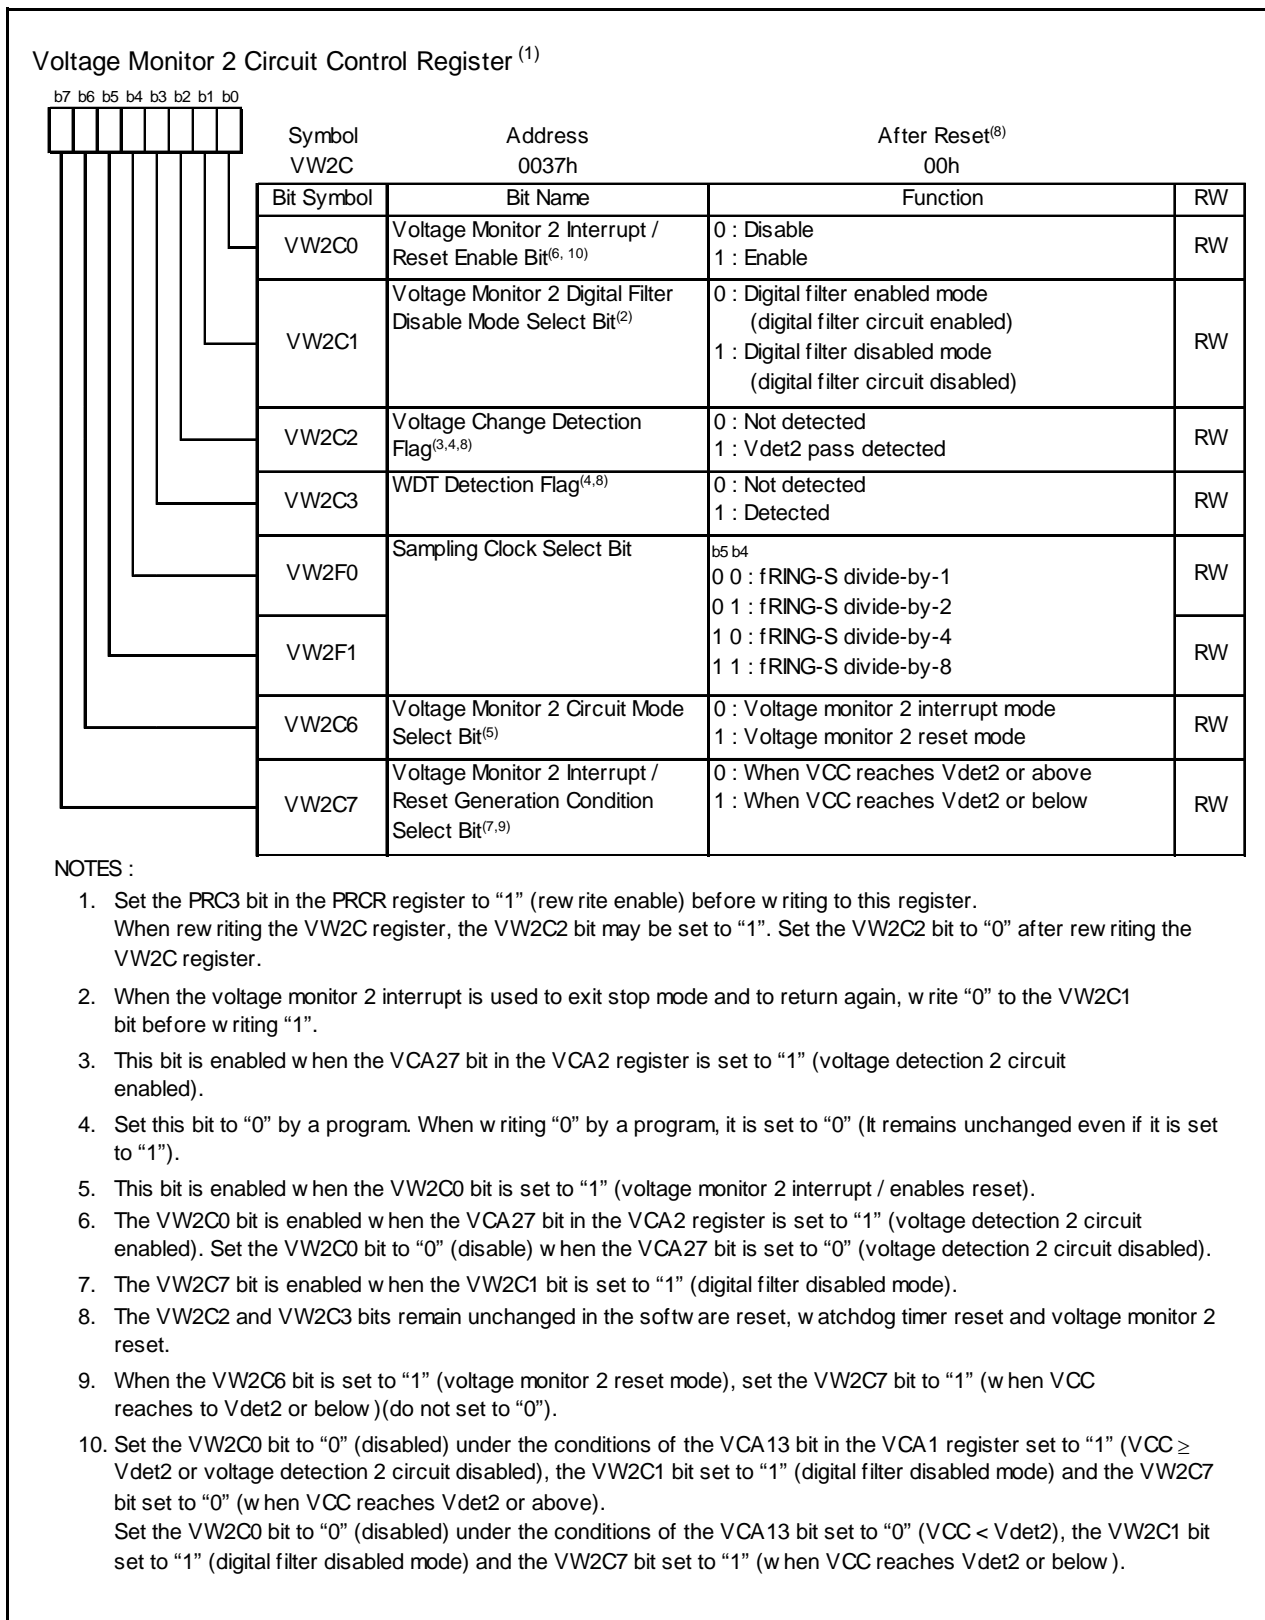 Voltage Monitor 2 Circuit Control Register (1)
b7 b6 b5 b4 b3 b2 b1 b0
Symbol Address After Reset(8)
VW2C 0037h 00h
Bit Symbol Bit Name Function RW
VW2C0 Voltage Monitor 2 Interrupt / Reset Enable Bit(6, 10) 0 : Disable RW
1 : Enable
VW2C1 Voltage Monitor 2 Digital Filter Disable Mode Select Bit(2) 0 : Digital filter enabled mode RW
(digital filter circuit enabled)
1 : Digital filter disabled mode
(digital filter circuit disabled)
VW2C2 Voltage Change Detection Flag(3,4,8) 0 : Not detected RW
1 : Vdet2 pass detected
VW2C3 WDT Detection Flag(4,8) 0 : Not detected RW
1 : Detected
VW2F0 Sampling Clock Select Bit b5 b4 RW
0 0 : fRING-S divide-by-1
0 1 : fRING-S divide-by-2
VW2F1 1 0 : fRING-S divide-by-4 RW
1 1 : fRING-S divide-by-8
VW2C6 Voltage Monitor 2 Circuit Mode Select Bit(5) 0 : Voltage monitor 2 interrupt mode RW
1 : Voltage monitor 2 reset mode
VW2C7 Voltage Monitor 2 Interrupt / Reset Generation Condition Select Bit(7,9) 0 : When VCC reaches Vdet2 or above RW
1 : When VCC reaches Vdet2 or below
NOTES :
1. Set the PRC3 bit in the PRCR register to “1” (rewrite enable) before writing to this register.
When rewriting the VW2C register, the VW2C2 bit may be set to “1”. Set the VW2C2 bit to “0” after rewriting the
VW2C register.
2. When the voltage monitor 2 interrupt is used to exit stop mode and to return again, write “0” to the VW2C1
bit before writing “1”.
3. This bit is enabled when the VCA27 bit in the VCA2 register is set to “1” (voltage detection 2 circuit
enabled).
4. Set this bit to “0” by a program. When writing “0” by a program, it is set to “0” (It remains unchanged even if it is set
to “1”).
5. This bit is enabled when the VW2C0 bit is set to “1” (voltage monitor 2 interrupt / enables reset).
6. The VW2C0 bit is enabled when the VCA27 bit in the VCA2 register is set to “1” (voltage detection 2 circuit
enabled). Set the VW2C0 bit to “0” (disable) when the VCA27 bit is set to “0” (voltage detection 2 circuit disabled).
7. The VW2C7 bit is enabled when the VW2C1 bit is set to “1” (digital filter disabled mode).
8. The VW2C2 and VW2C3 bits remain unchanged in the software reset, watchdog timer reset and voltage monitor 2
reset.
9. When the VW2C6 bit is set to “1” (voltage monitor 2 reset mode), set the VW2C7 bit to “1” (when VCC
reaches to Vdet2 or below)(do not set to “0”).
10. Set the VW2C0 bit to “0” (disabled) under the conditions of the VCA13 bit in the VCA1 register set to “1” (VCC ≥
Vdet2 or voltage detection 2 circuit disabled), the VW2C1 bit set to “1” (digital filter disabled mode) and the VW2C7
bit set to “0” (when VCC reaches Vdet2 or above).
Set the VW2C0 bit to “0” (disabled) under the conditions of the VCA13 bit set to “0” (VCC < Vdet2), the VW2C1 bit
set to “1” (digital filter disabled mode) and the VW2C7 bit set to “1” (when VCC reaches Vdet2 or below).